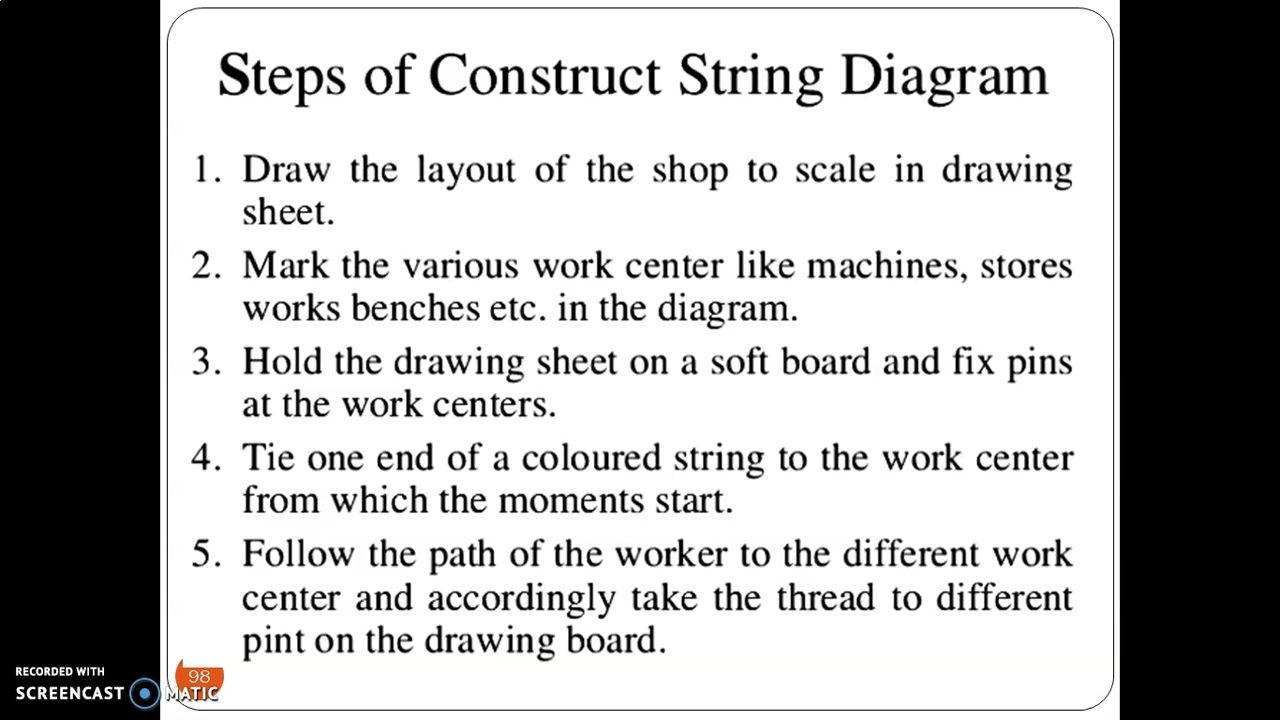 Steps of Construct String Diagram
1. Draw the layout of the shop to scale in drawing
sheet.
2. Mark the various work center like machines, stores
works benches etc. in the diagram.
3. Hold the drawing sheet on a soft board and fix pins
at the work centers.
4. Tie one end of a coloured string to the work center
from which the moments start.
5. Follow the path of the worker to the different work
center and accordingly take the thread to different
pint on the drawing board.
98
RECORDED WITH
SCREENCAST MATIC